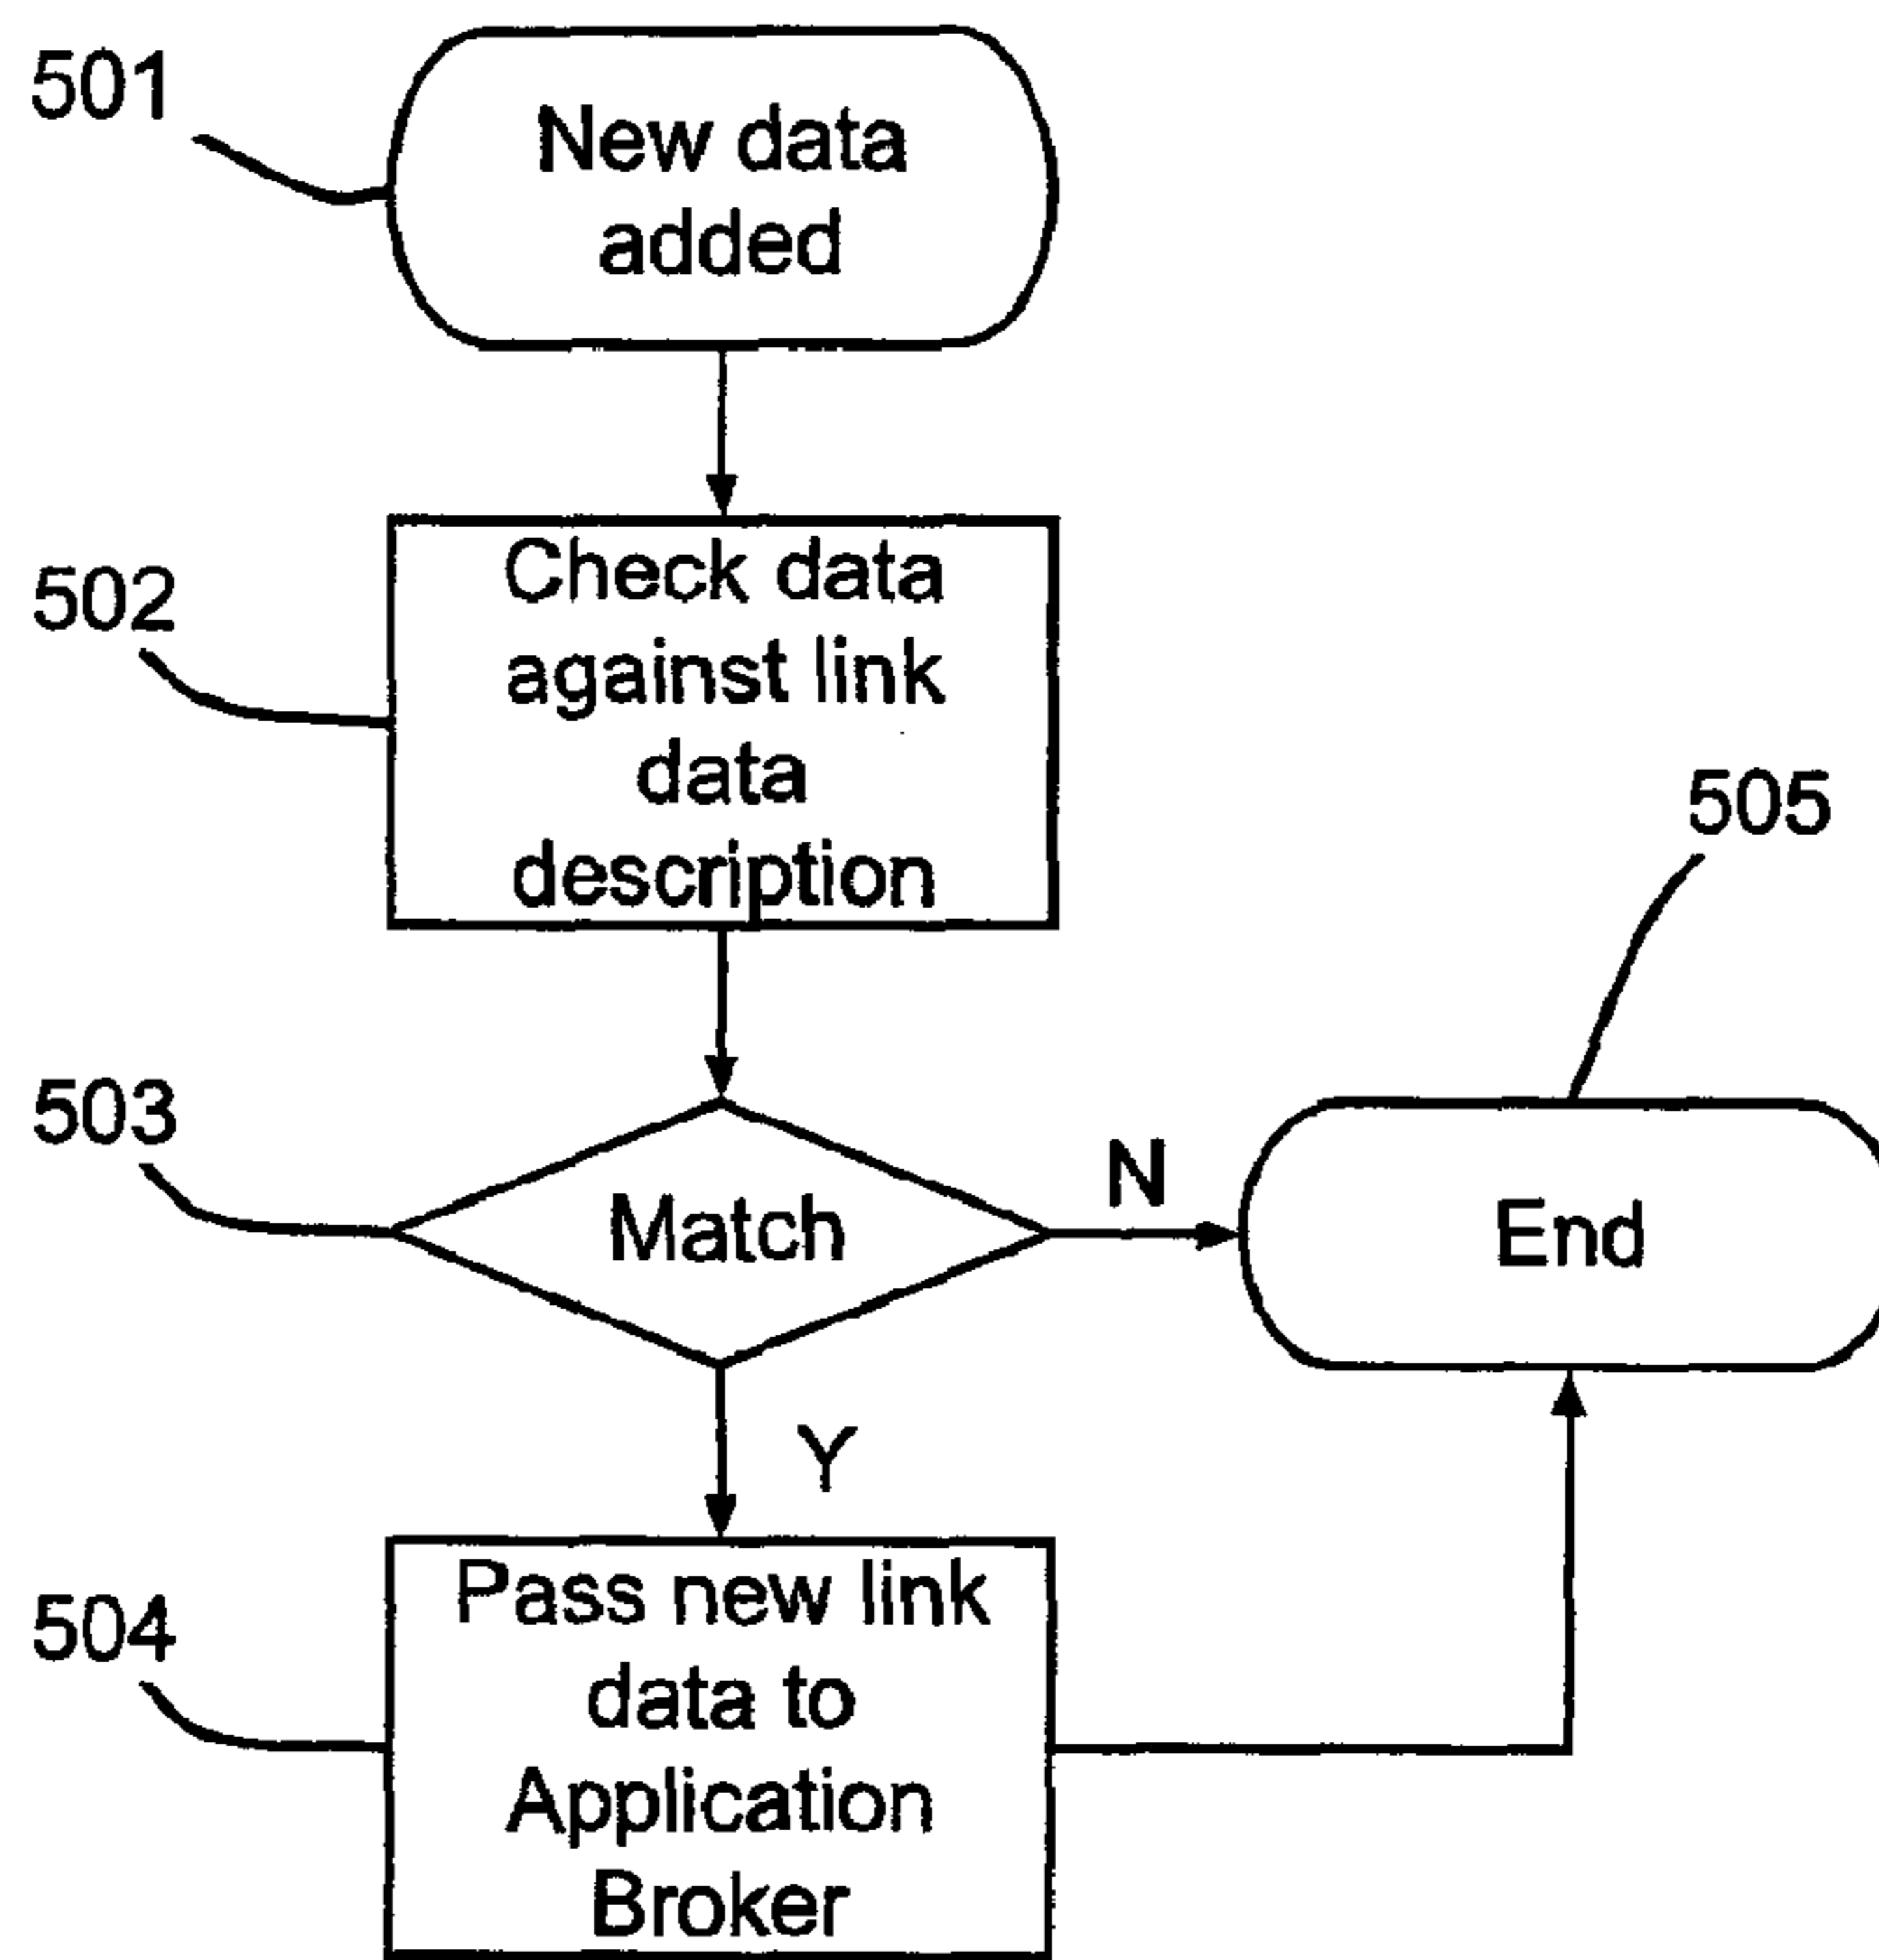 501
New data
added
502
Check data
against link
data
description
505
503
Match
N
End
Y
504
Pass new link
data to
Application
Broker